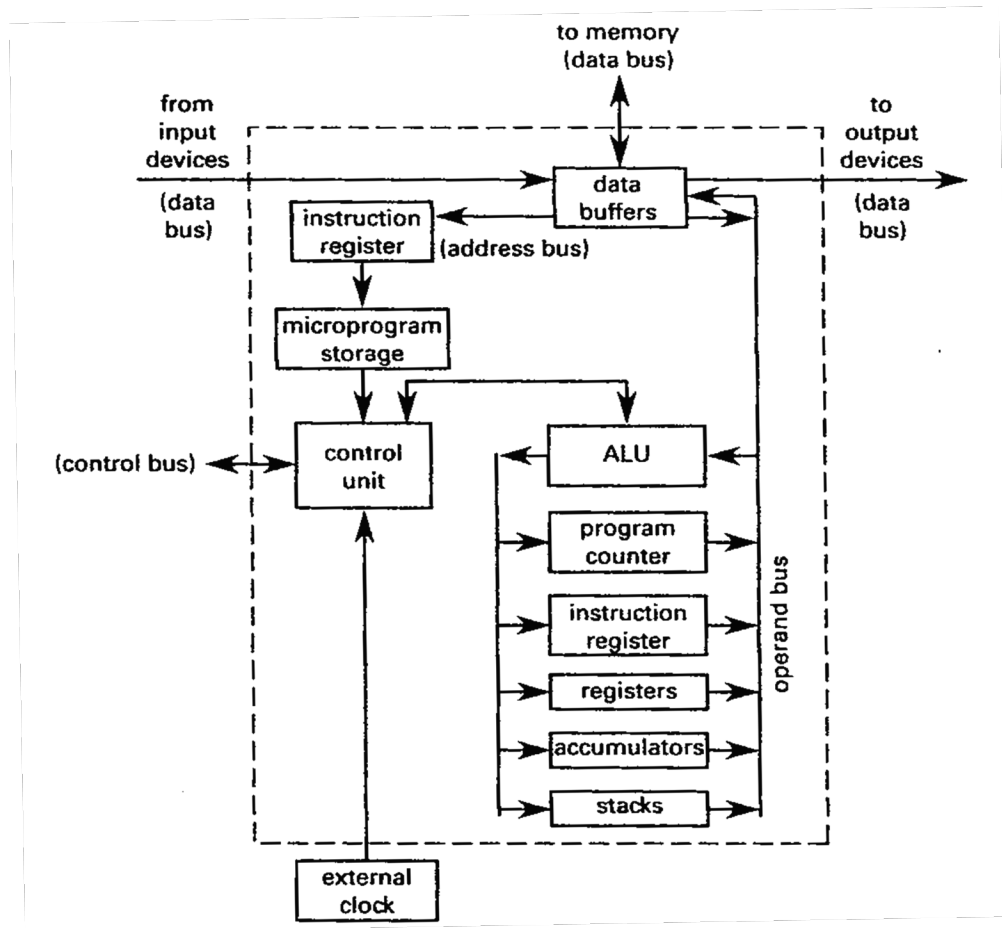 to memory
(data bus)
from
input
devices
(data
bus)
to
output
devices
(data
bus)
data
buffers
instruction
register
(address bus)
microprogram
storage
control
unit
(control bus)
ALU
program
counter
instruction
register
registers
accumulators
stacks
operand bus
external
clock